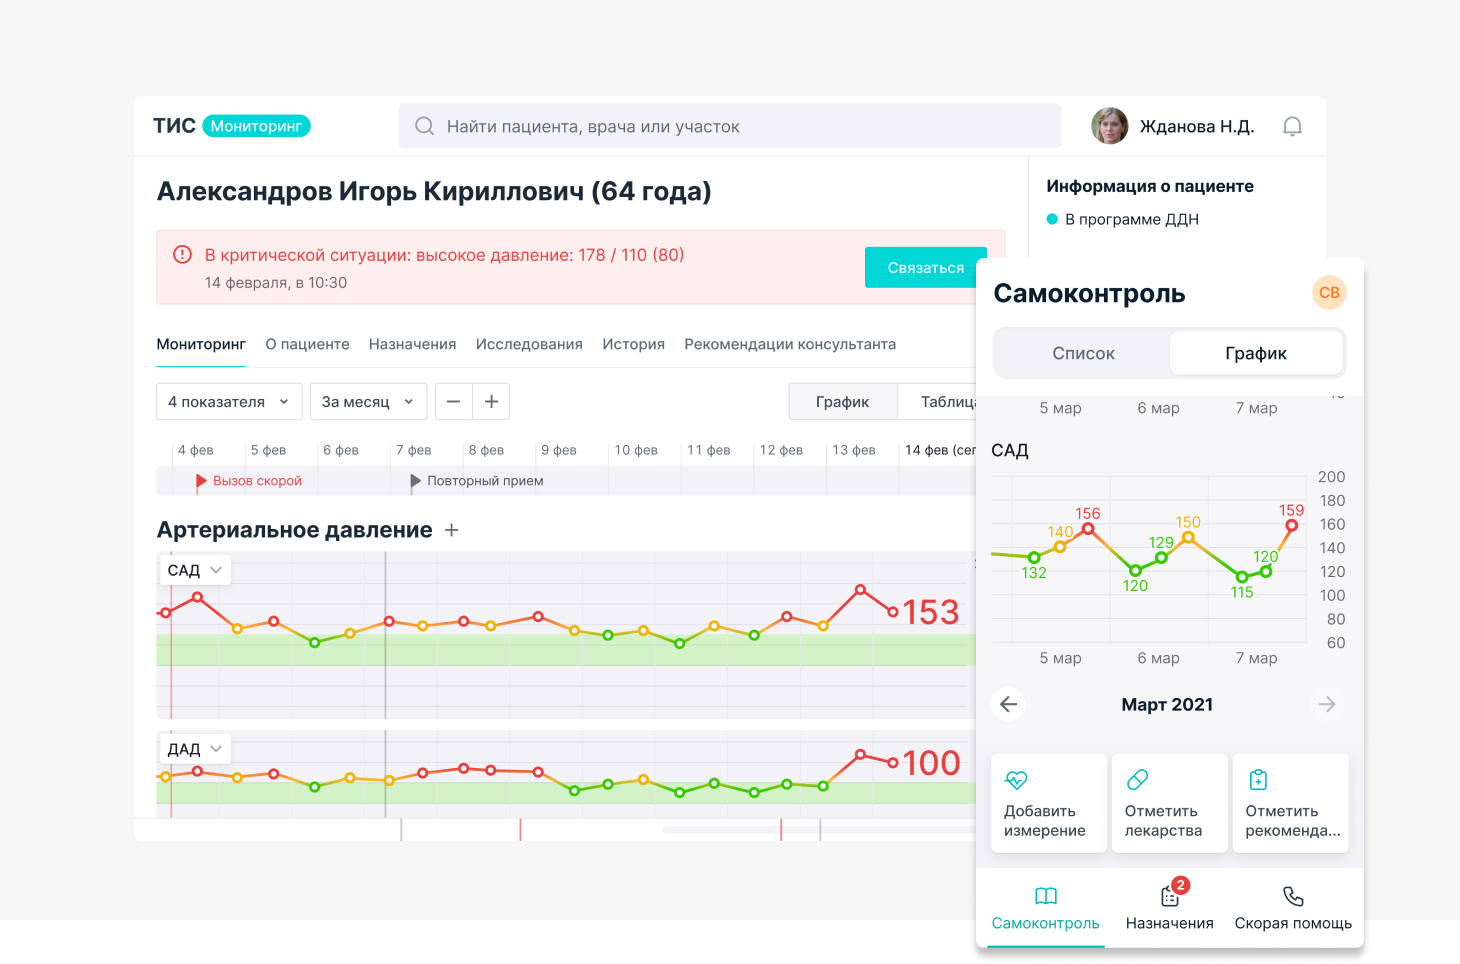 ТИС Мониторинг
Найти пациента, врача или участок
Жданова Н.Д.
Александров Игорь Кириллович (64 года)
В критической ситуации: высокое давление: 178 / 110 (80)
14 февраля, в 10:30
Связаться
Информация о пациенте
В программе ДДН
Мониторинг О пациенте Назначения Исследования История Рекомендации консультанта
4 показателя За месяц − + График Таблица
4 фев 5 фев 6 фев 7 фев 8 фев 9 фев 10 фев 11 фев 12 фев 13 фев 14 фев (сег
Вызов скорой Повторный прием
Артериальное давление +
САД
153
ДАД
100
Самоконтроль СВ
Список График
5 мар 6 мар 7 мар
САД
200
180
160
140
120
100
80
60
132 140 156 120 129 150 115 120 159
5 мар 6 мар 7 мар
Март 2021
Добавить
измерение
Отметить
лекарства
Отметить
рекоменда...
2
Самоконтроль Назначения Скорая помощь